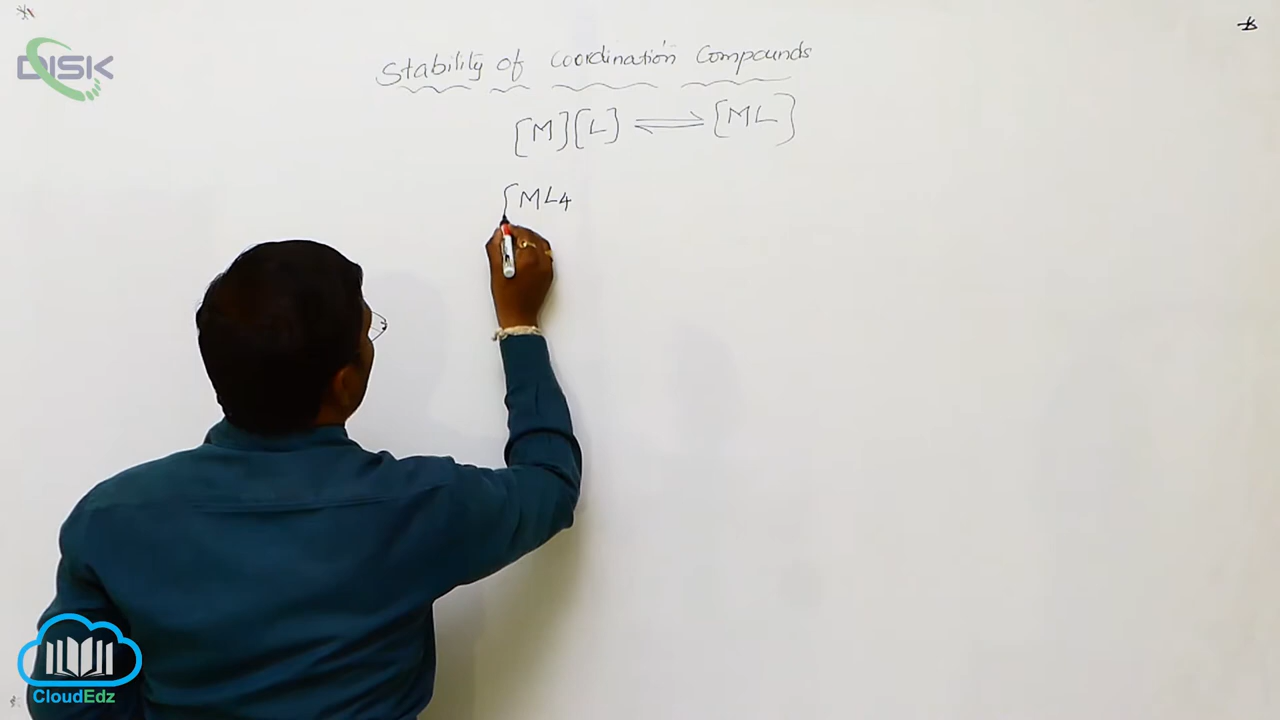 DISK
Stability of Coordination Compounds
[M][L] ⇌ [ML]
[ML4
CloudEdz